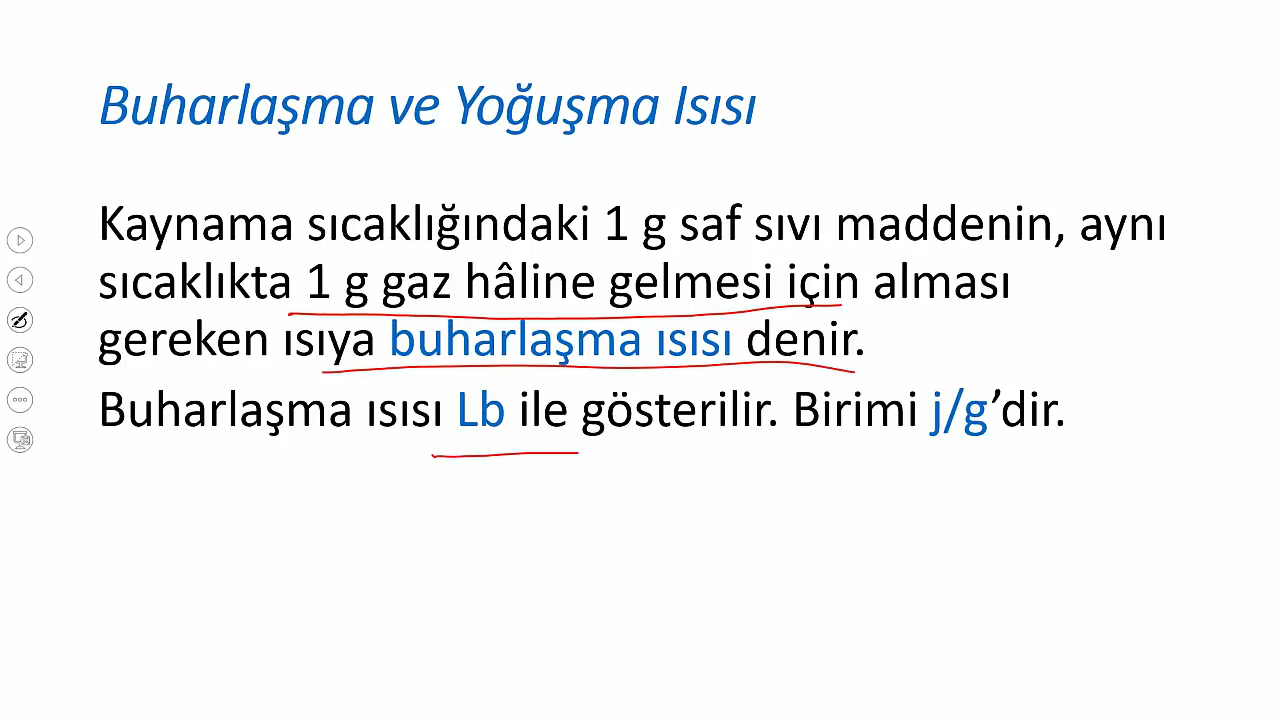 Buharlaşma ve Yoğuşma Isısı
Kaynama sıcaklığındaki 1 g saf sıvı maddenin, aynı
sıcaklıkta 1 g gaz hâline gelmesi için alması
gereken ısıya buharlaşma ısısı denir.
Buharlaşma ısısı Lb ile gösterilir. Birimi j/g’dir.